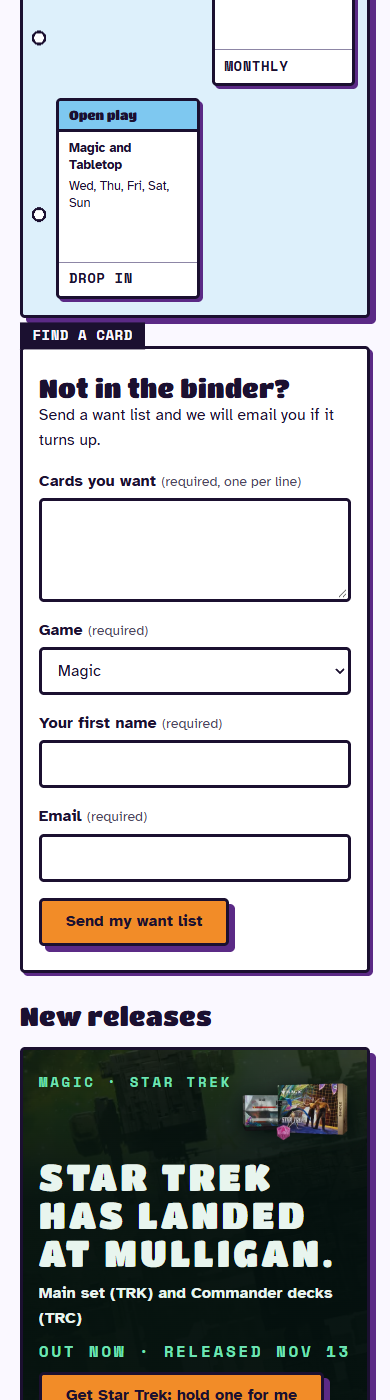 MONTHLY
Open play
Magic and
Tabletop
Wed, Thu, Fri, Sat,
Sun
DROP IN
FIND A CARD
Not in the binder?
Send a want list and we will email you if it
turns up.
Cards you want (required, one per line)
Game (required)
Magic
Your first name (required)
Email (required)
Send my want list
New releases
MAGIC · STAR TREK
STAR TREK
HAS LANDED
AT MULLIGAN.
Main set (TRK) and Commander decks
(TRC)
OUT NOW · RELEASED NOV 13
Get Star Trek: hold one for me